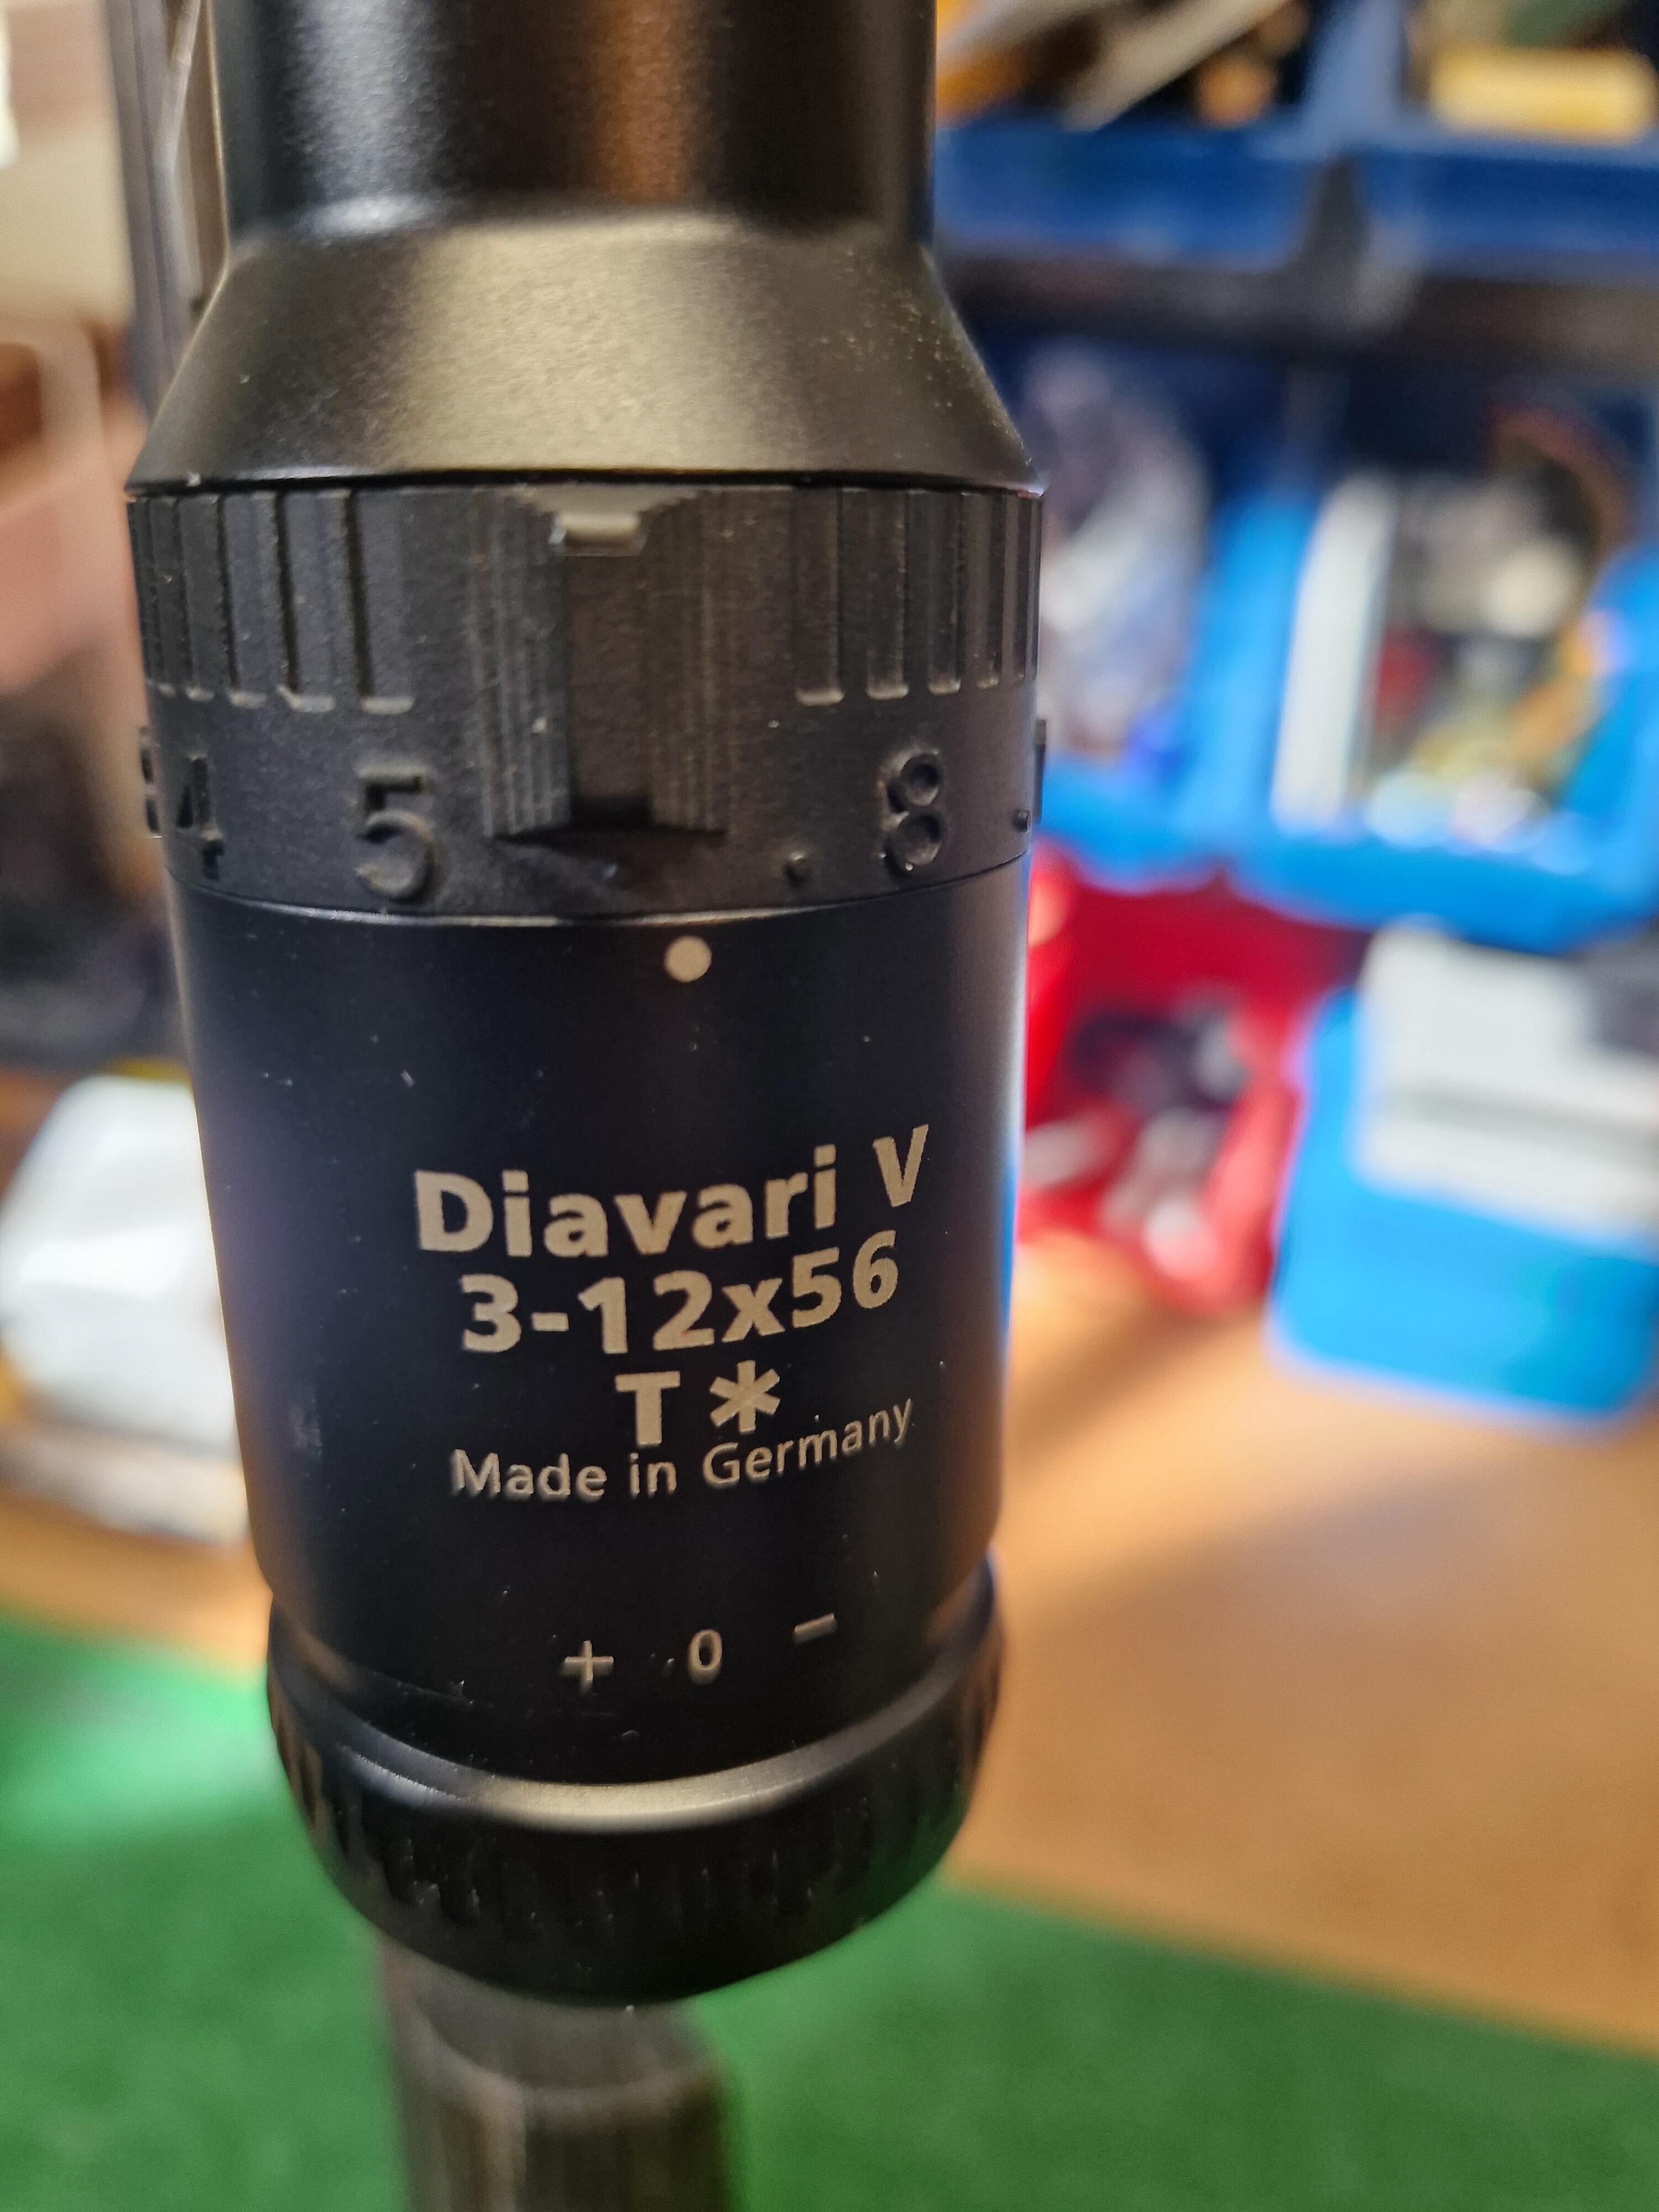 4 5 . 8 .
Diavari V
3-12x56
T *
Made in Germany
+ 0 -